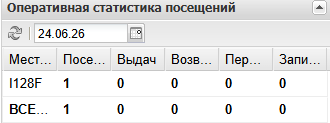 Оперативная статистика посещений
24.06.26
Мест... Посе... Выдач Возв... Пер... Запи...
I128F 1 0 0 0 0
ВСЕ... 1 0 0 0 0